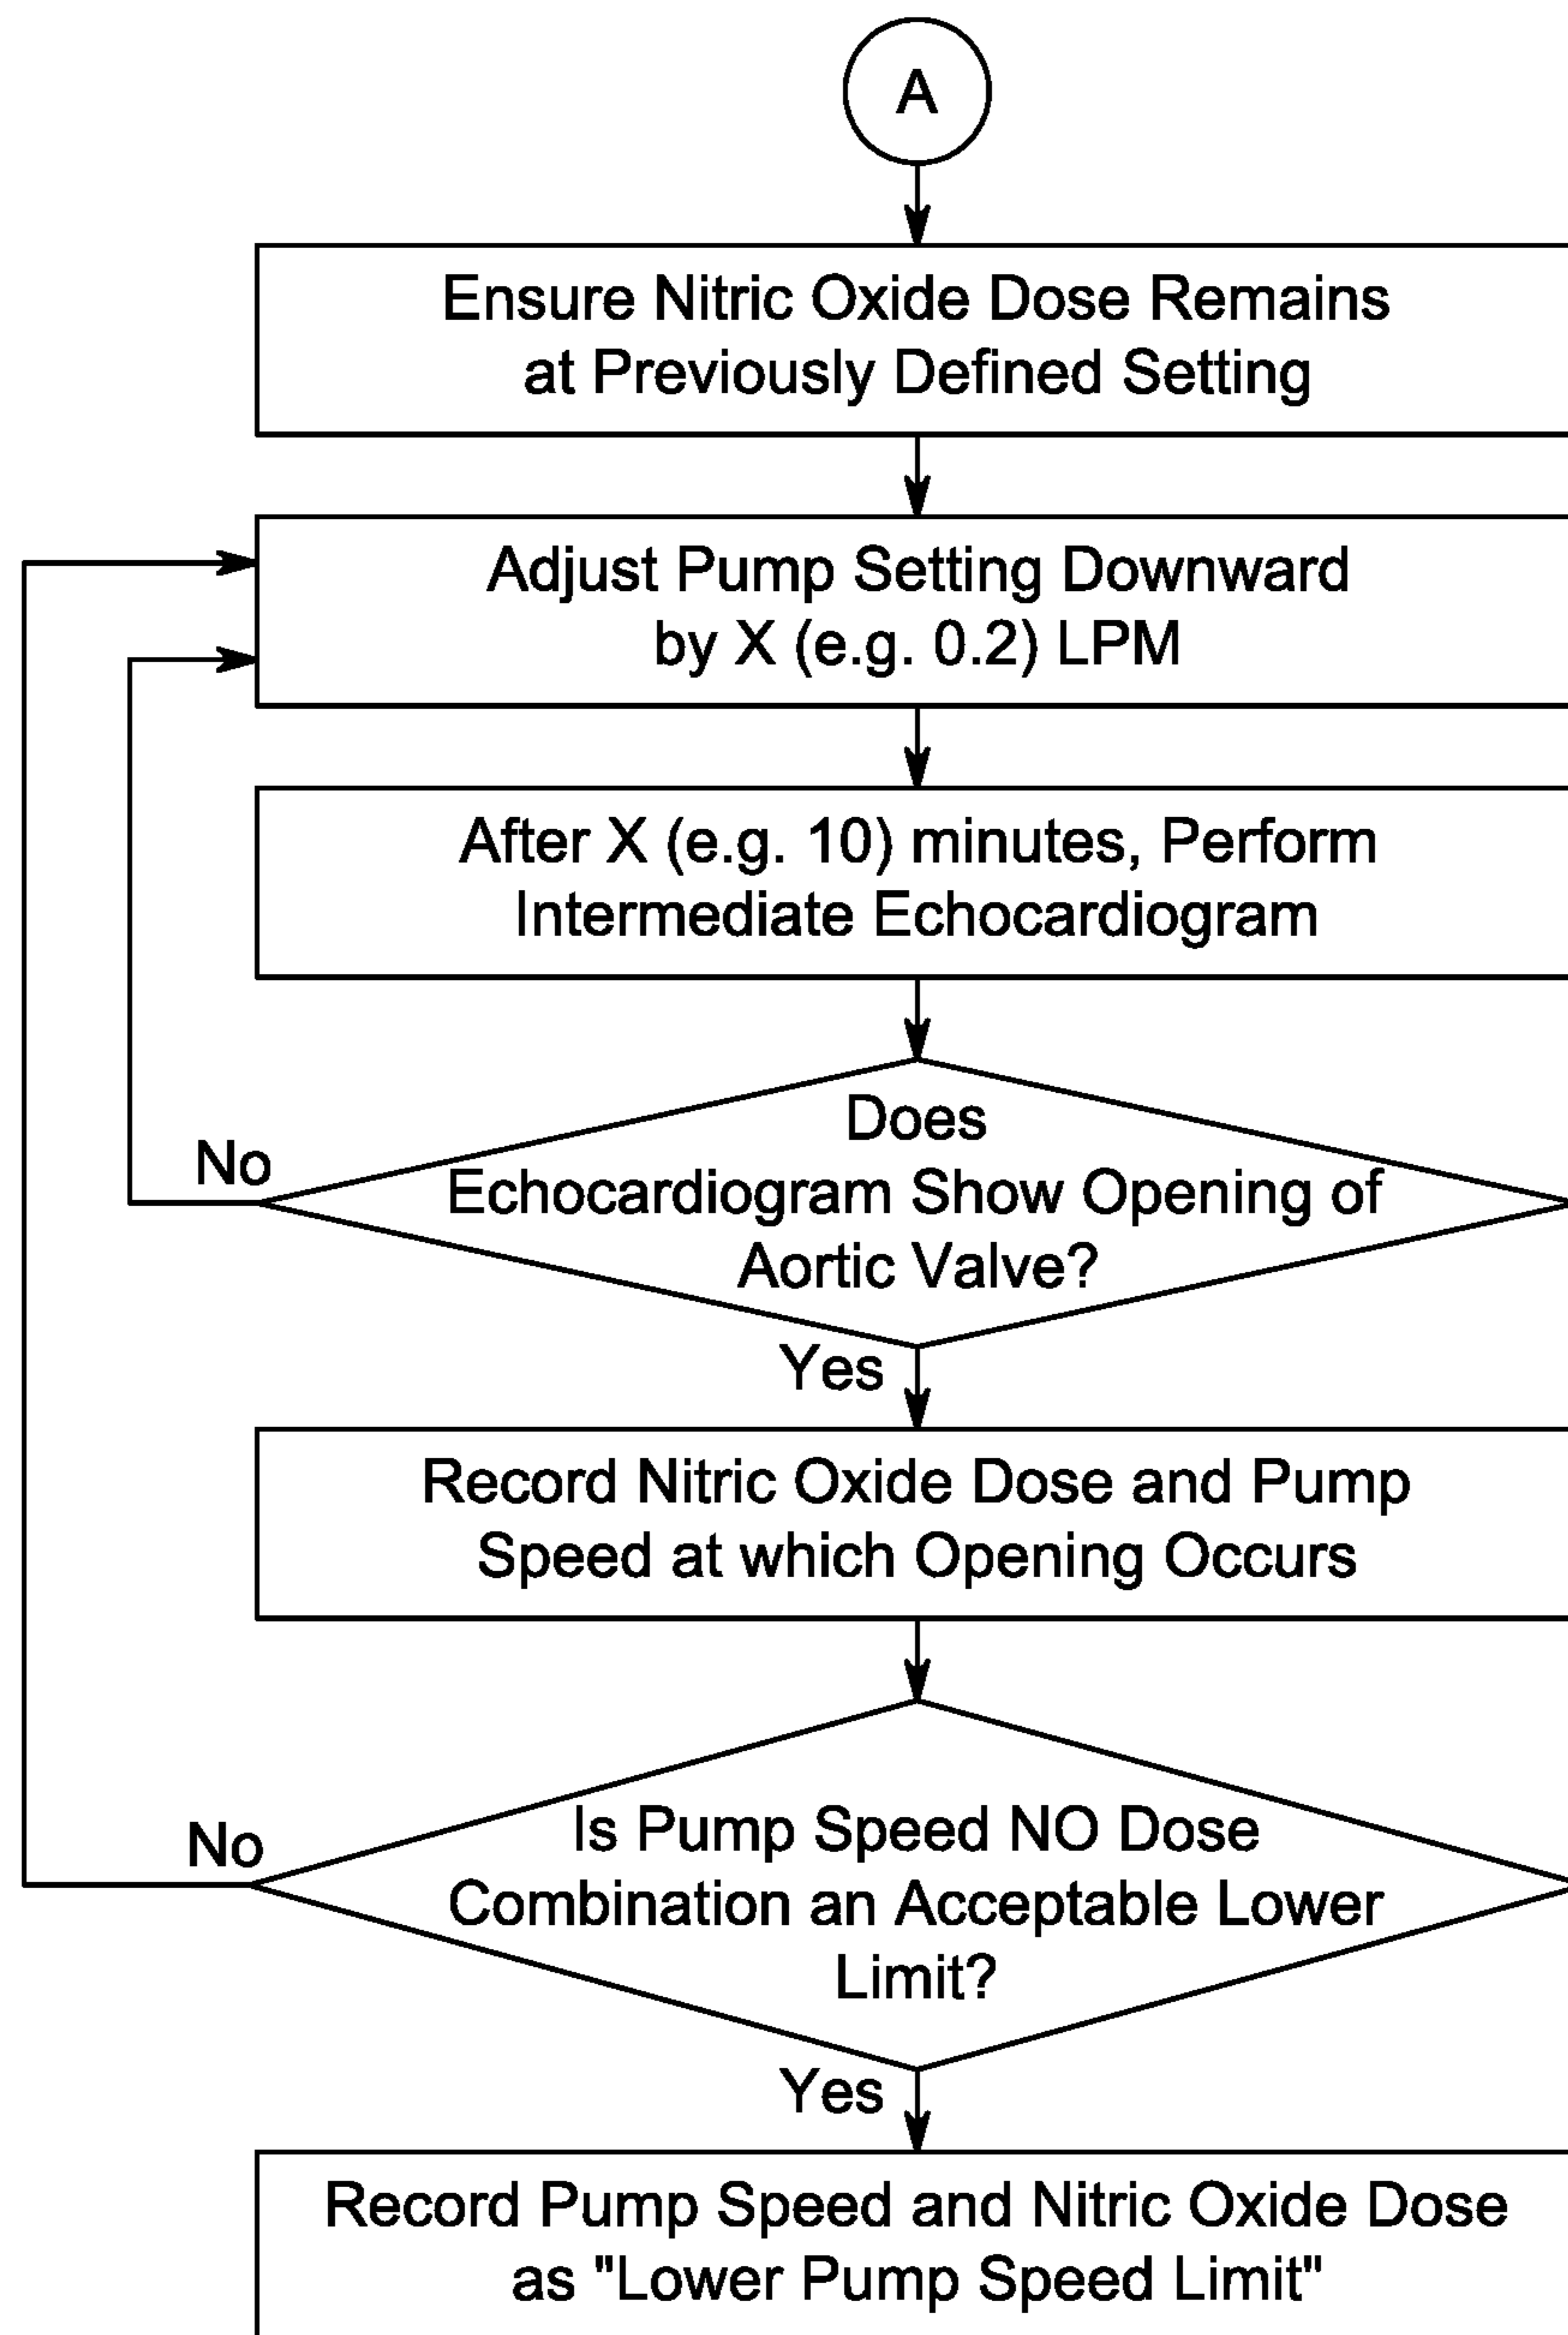 A
Ensure Nitric Oxide Dose Remains
at Previously Defined Setting
Adjust Pump Setting Downward
by X (e.g. 0.2) LPM
After X (e.g. 10) minutes, Perform
Intermediate Echocardiogram
Does
Echocardiogram Show Opening of
Aortic Valve?
No
Yes
Record Nitric Oxide Dose and Pump
Speed at which Opening Occurs
Is Pump Speed NO Dose
Combination an Acceptable Lower
Limit?
No
Yes
Record Pump Speed and Nitric Oxide Dose
as "Lower Pump Speed Limit"